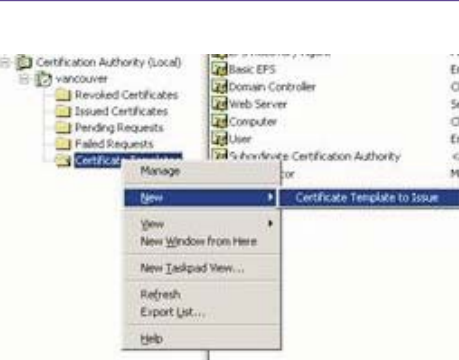 Certification Authority (Local)
vancouver
Revoked Certificates
Issued Certificates
Pending Requests
Failed Requests
Certificate
Basic EFS
Domain Controller
Web Server
Computer
User
Subordinate Certification Authority
Manage
New
Certificate Template to Issue
View
New Window from Here
New Taskpad View...
Refresh
Export List...
Help